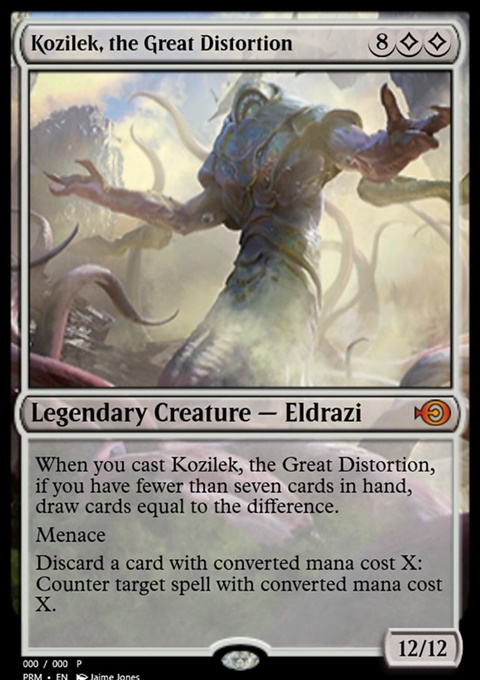 Kozilek, the Great Distortion 8
Legendary Creature — Eldrazi
When you cast Kozilek, the Great Distortion,
if you have fewer than seven cards in hand,
draw cards equal to the difference.
Menace
Discard a card with converted mana cost X:
Counter target spell with converted mana cost
X.
12/12
000 / 000 P
PRM • EN Jaime Jones